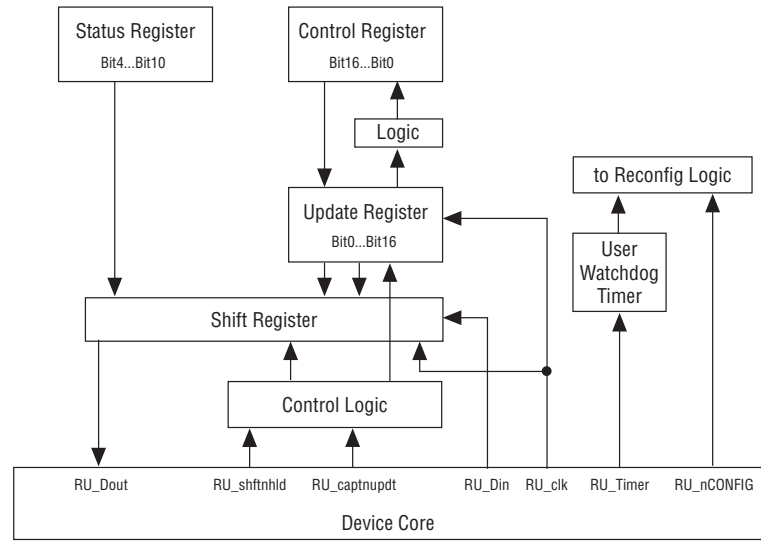 Status Register
Bit4...Bit10
Control Register
Bit16...Bit0
Logic
to Reconfig Logic
Update Register
Bit0...Bit16
User
Watchdog
Timer
Shift Register
Control Logic
RU_Dout
RU_shftnhld
RU_captnupdt
RU_Din
RU_clk
RU_Timer
RU_nCONFIG
Device Core